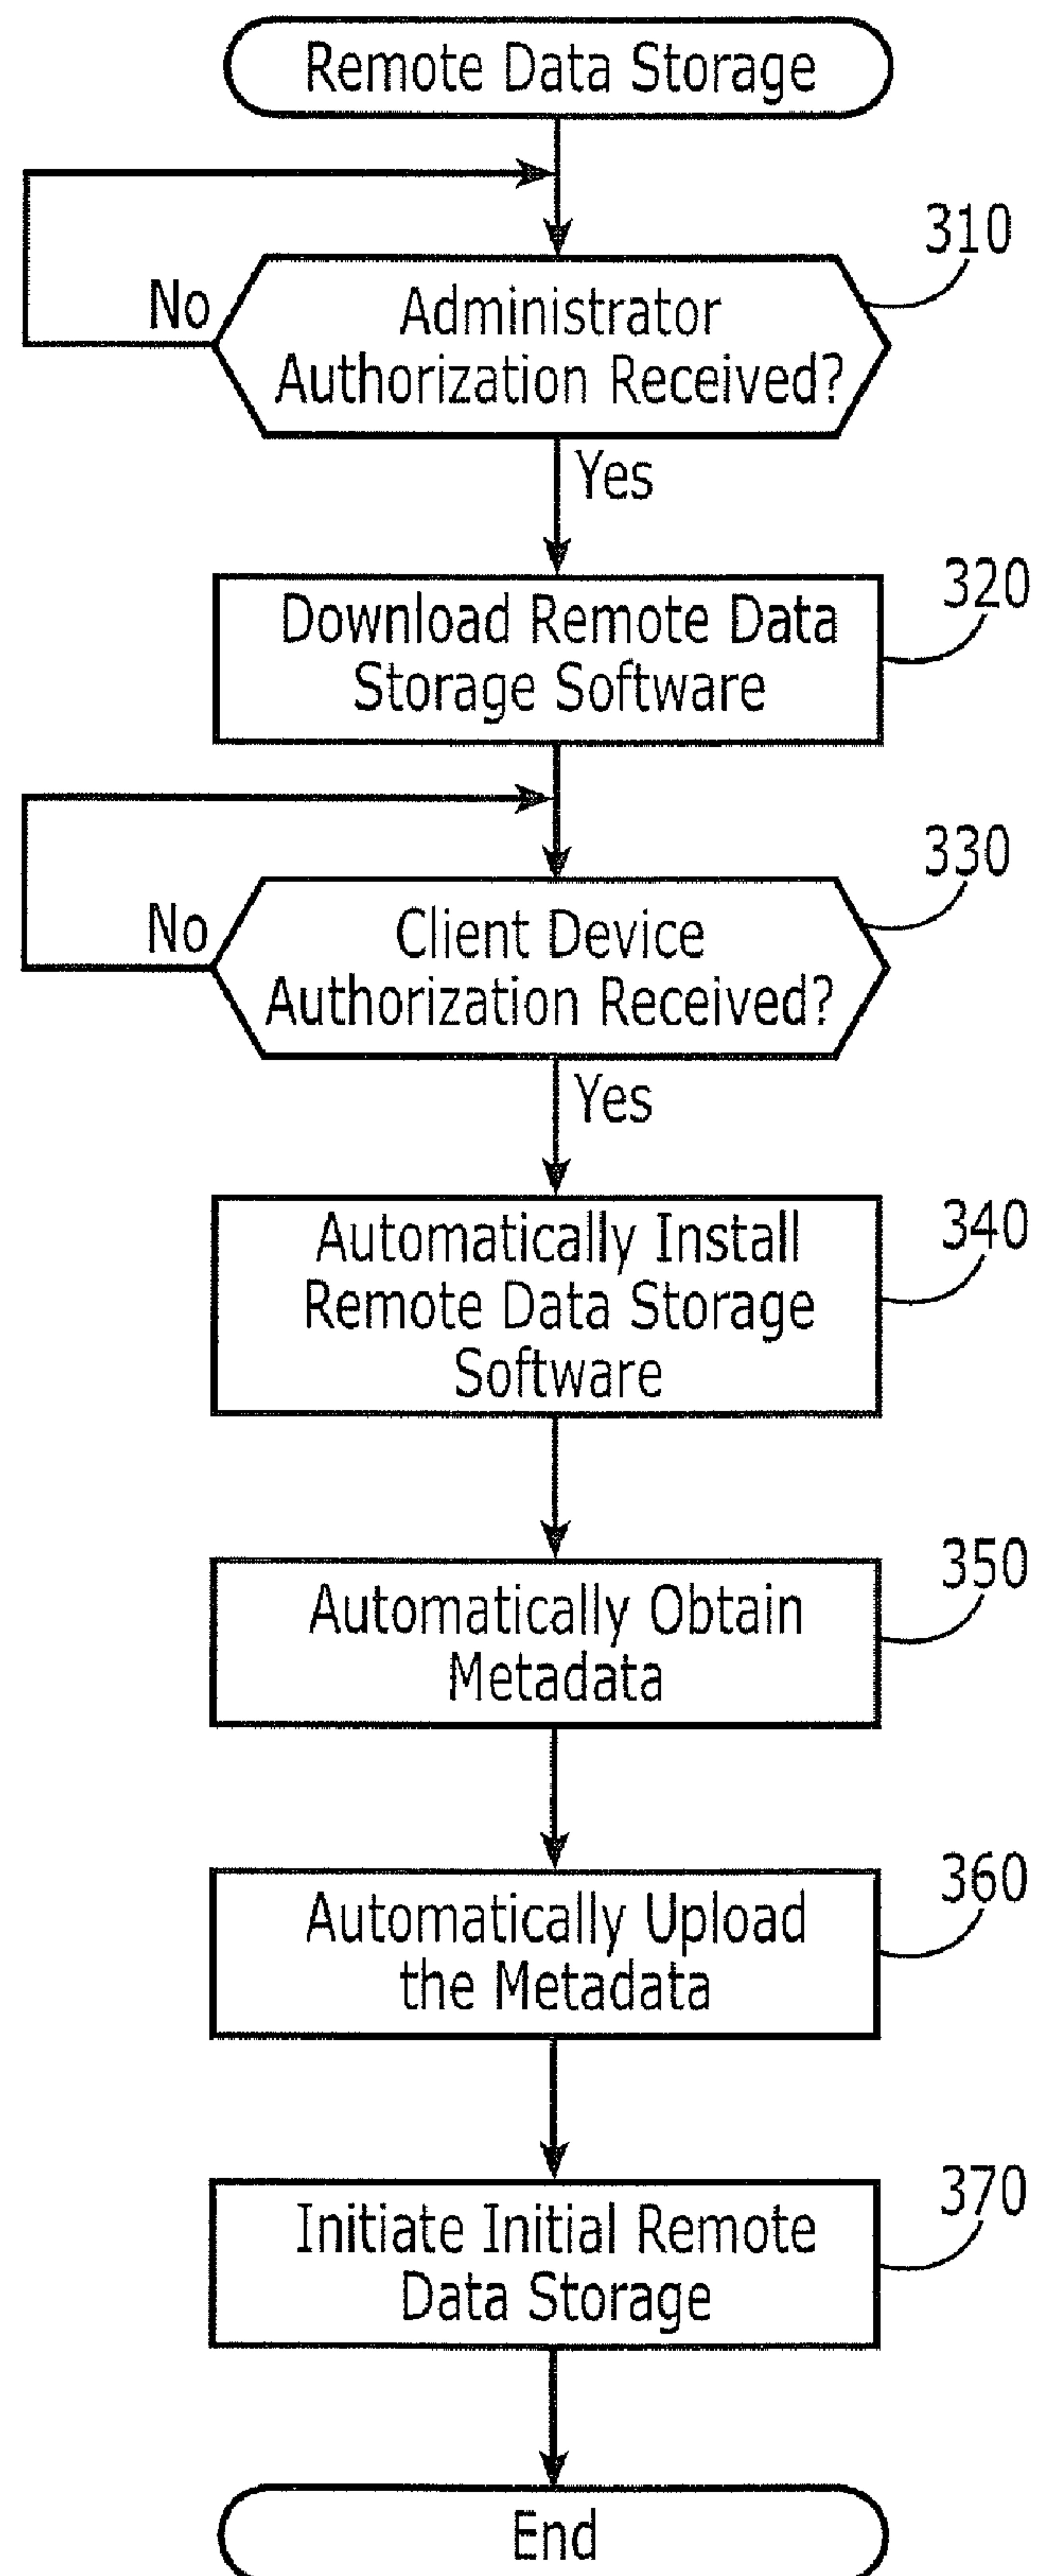 Remote Data Storage
310
No
Administrator
Authorization Received?
Yes
320
Download Remote Data
Storage Software
330
No
Client Device
Authorization Received?
Yes
340
Automatically Install
Remote Data Storage
Software
350
Automatically Obtain
Metadata
360
Automatically Upload
the Metadata
370
Initiate Initial Remote
Data Storage
End